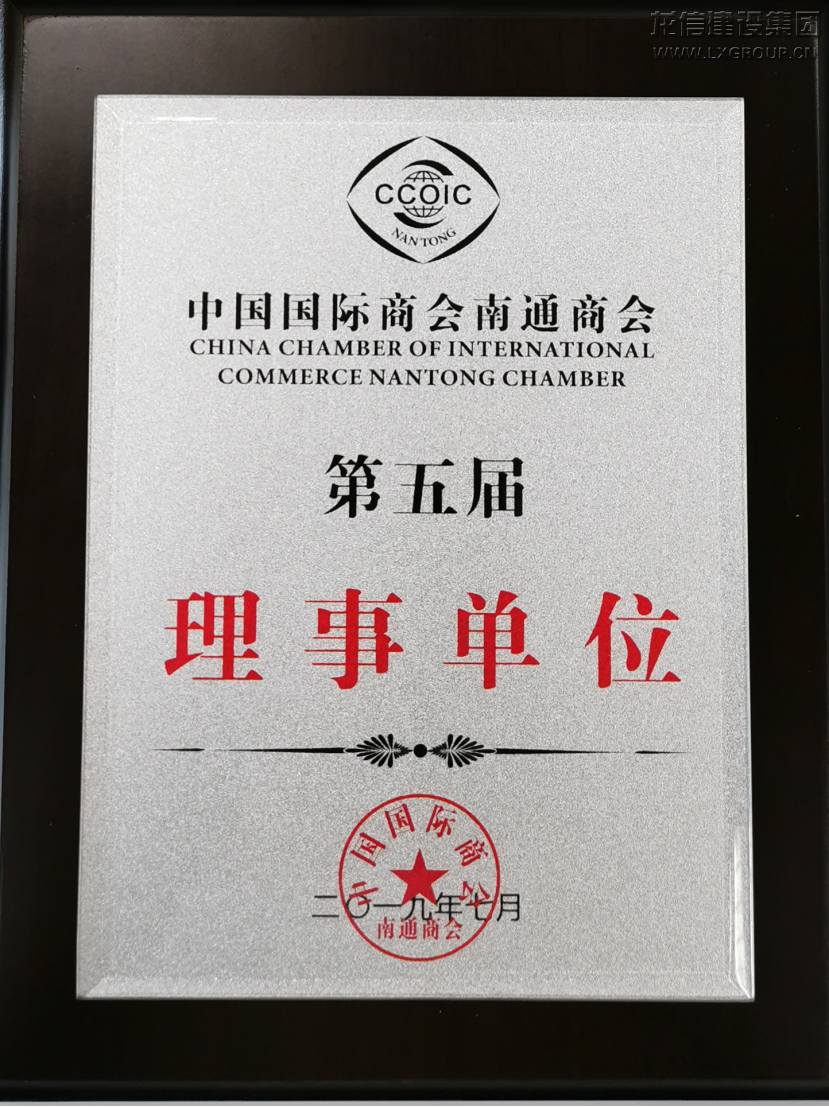 龙信建设集团
WWW.LXGROUP.CN
CCOIC
NANTONG
中国国际商会南通商会
CHINA CHAMBER OF INTERNATIONAL
COMMERCE NANTONG CHAMBER
第五届
理事单位
中国国际商会
二〇一九年七月
南通商会